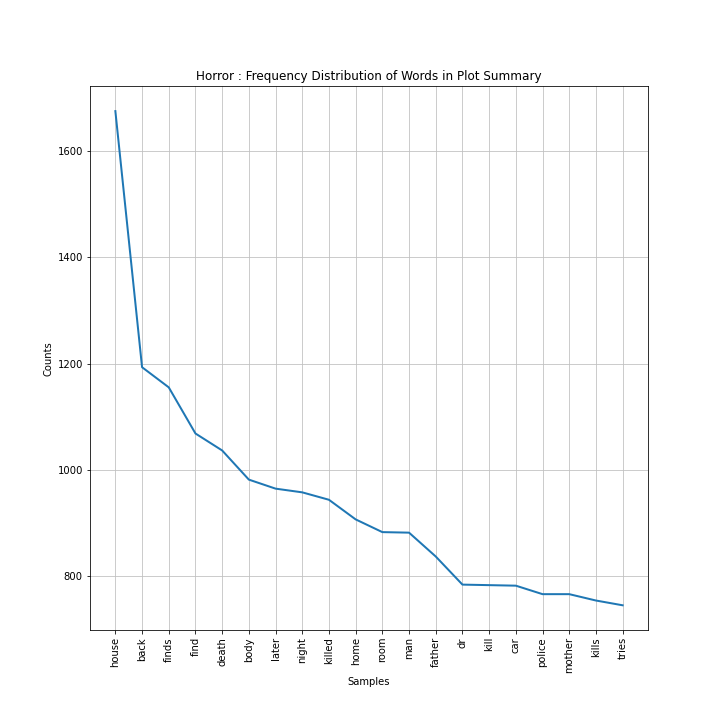 Horror : Frequency Distribution of Words in Plot Summary
1600
1400
1200
1000
800
Counts
house
back
finds
find
death
body
later
night
killed
home
room
man
father
dr
kill
car
police
mother
kills
tries
Samples